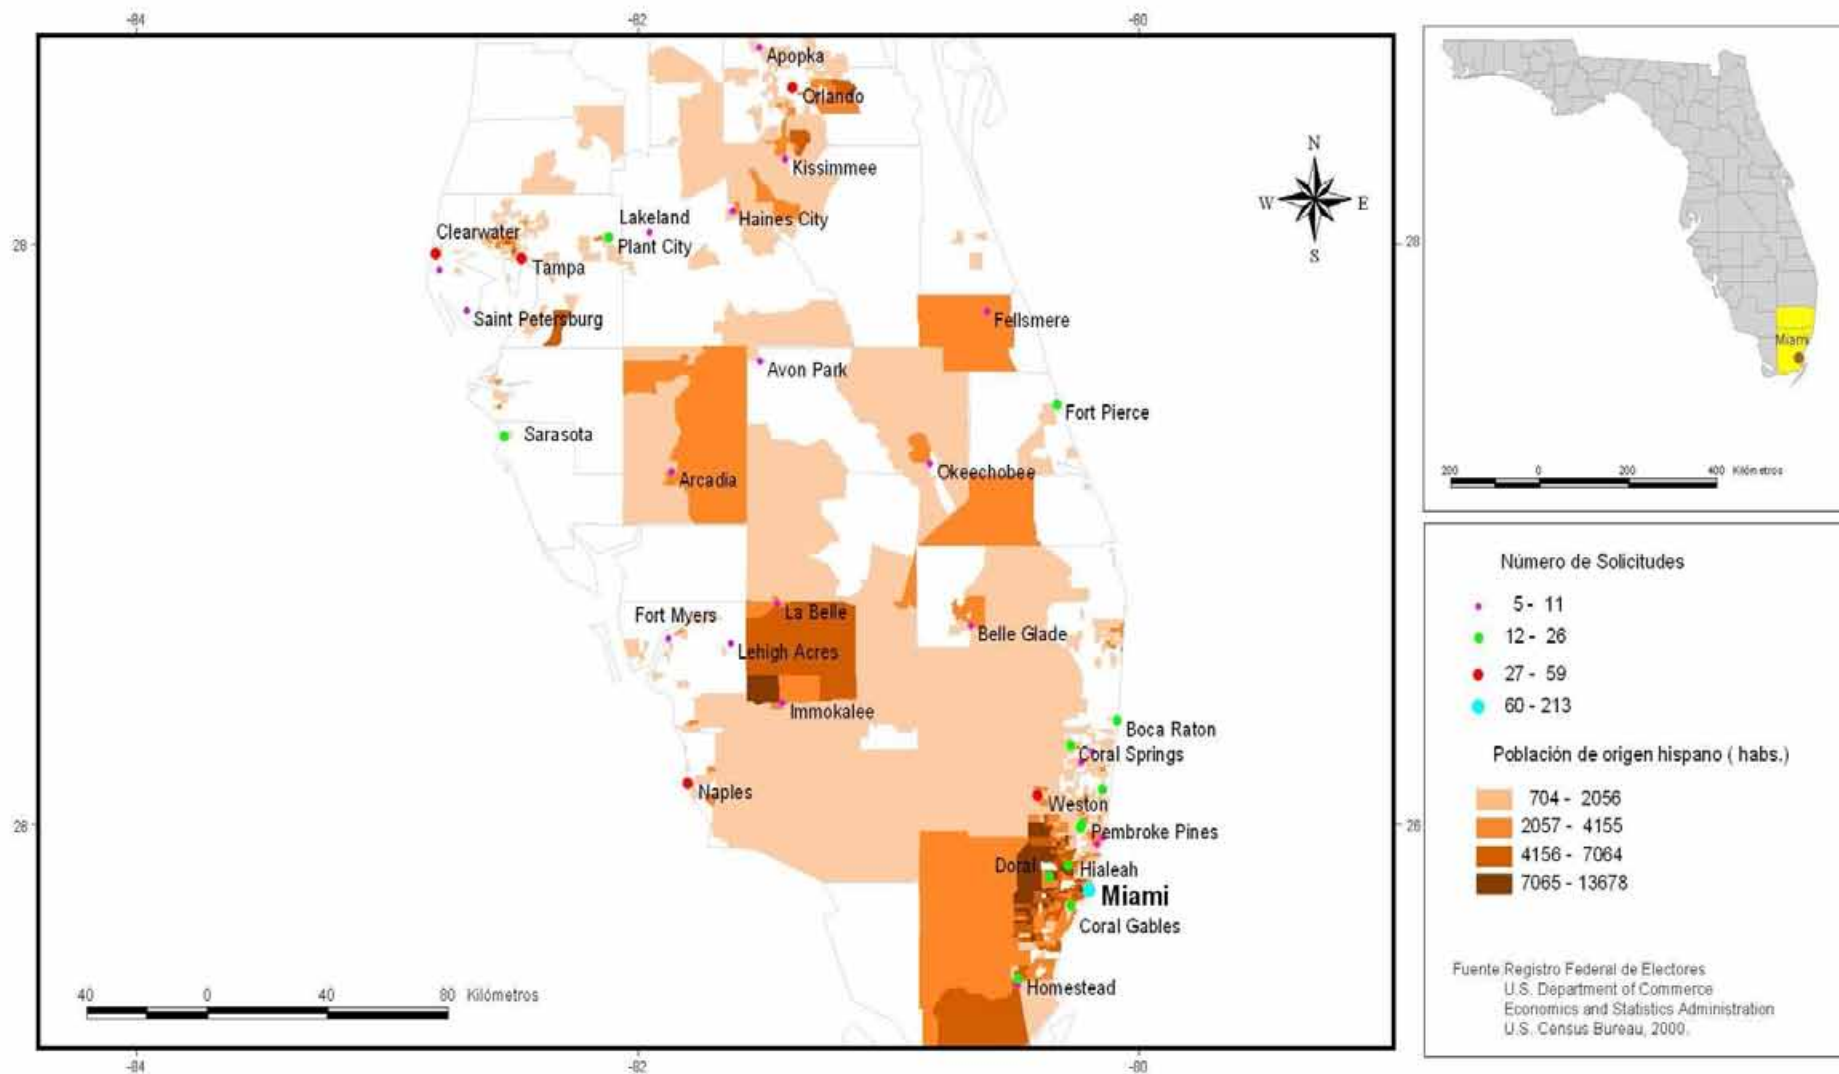 -84 -82 -80
Apopka
Orlando
Kissimmee
Haines City
Lakeland
Plant City
Clearwater
Tampa
Saint Petersburg
Fellsmere
Avon Park
Fort Pierce
Sarasota
Okeechobee
Arcadia
La Belle
Fort Myers
Lehigh Acres
Belle Glade
Immokalee
Boca Raton
Coral Springs
Naples
Weston
Pembroke Pines
Doral
Hialeah
Miami
Coral Gables
Homestead
28 28
26 26
N
W E
S
40 0 40 80 Kilómetros
-84 -82 -80
Miami
200 0 200 400 Kilómetros
Número de Solicitudes
5 - 11
12 - 26
27 - 59
60 - 213
Población de origen hispano ( habs.)
704 - 2056
2057 - 4155
4156 - 7064
7065 - 13678
Fuente Registro Federal de Electores
U.S. Department of Commerce
Economics and Statistics Administration
U.S. Census Bureau, 2000.